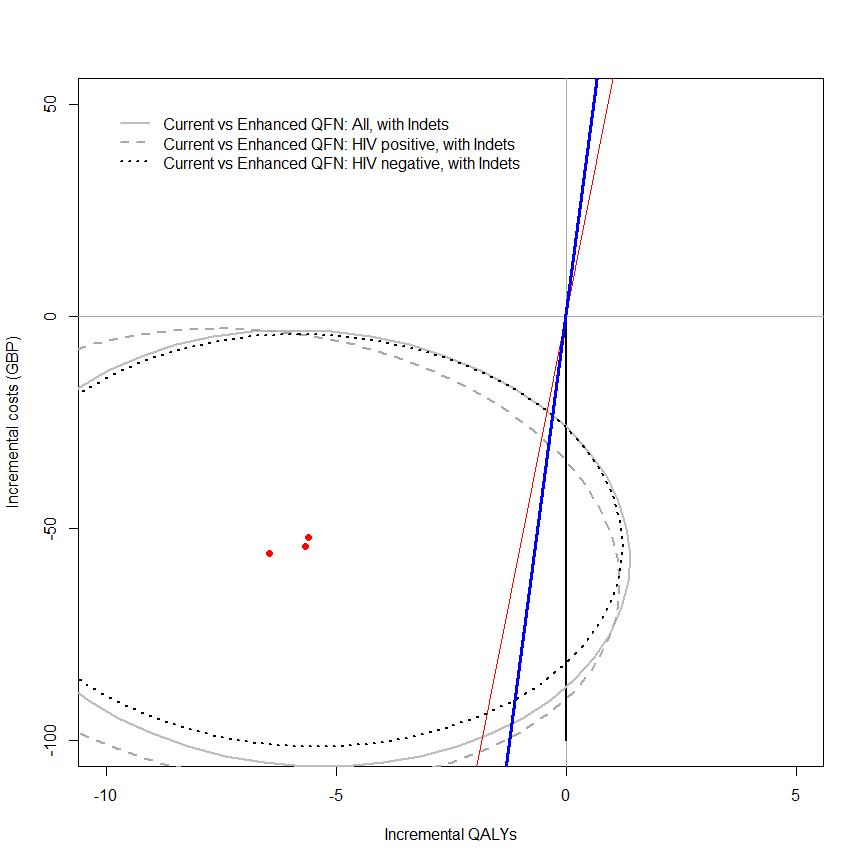 50
Current vs Enhanced QFN: All, with Indets
Current vs Enhanced QFN: HIV positive, with Indets
Current vs Enhanced QFN: HIV negative, with Indets
0
Incremental costs (GBP)
-50
-100
-10 -5 0 5
Incremental QALYs